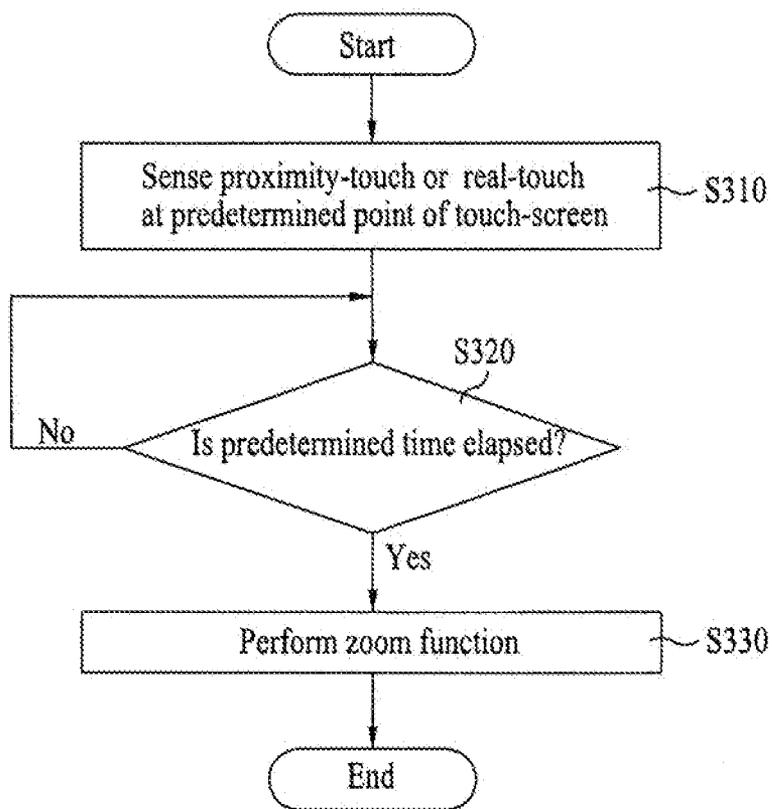 Start
Sense proximity-touch or real-touch
at predetermined point of touch-screen
S310
S320
Is predetermined time elapsed?
No
Yes
Perform zoom function
S330
End